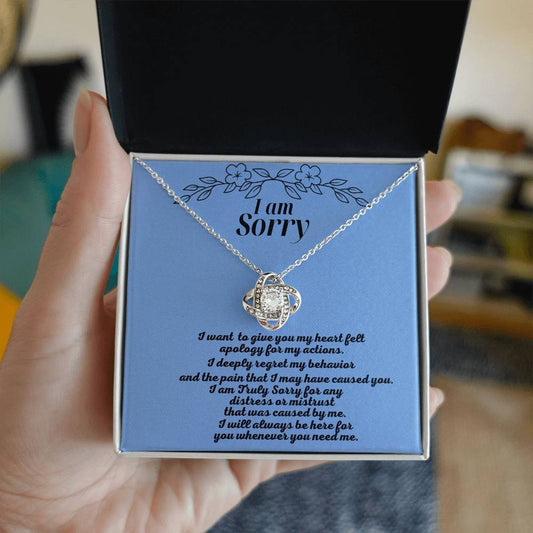 I am
Sorry
I want to give you my heart felt
apology for my actions.
I deeply regret my behavior
and the pain that I may have caused you.
I am Truly Sorry for any
distress or mistrust
that was caused by me.
I will always be here for
you whenever you need me.